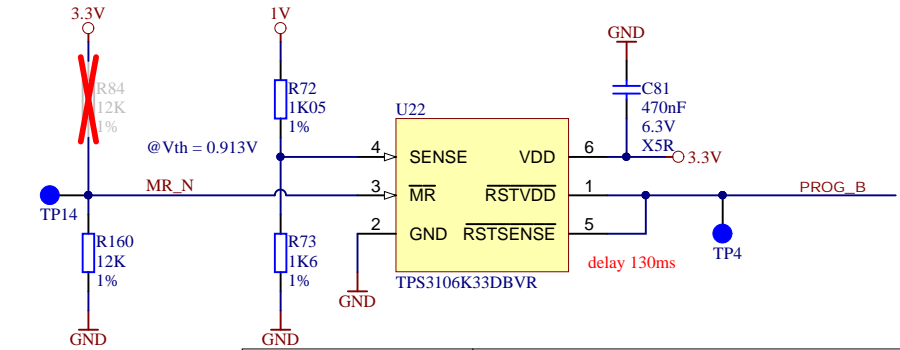 3.3V
1V
GND
R84
12K
1%
R72
1K05
1%
C81
470nF
6.3V
X5R
U22
@Vth = 0.913V
4
SENSE
VDD
6
3.3V
MR_N
3
MR
RSTVDD
1
PROG_B
TP14
2
GND
RSTSENSE
5
R160
12K
1%
R73
1K6
1%
TP4
delay 130ms
TPS3106K33DBVR
GND
GND
GND